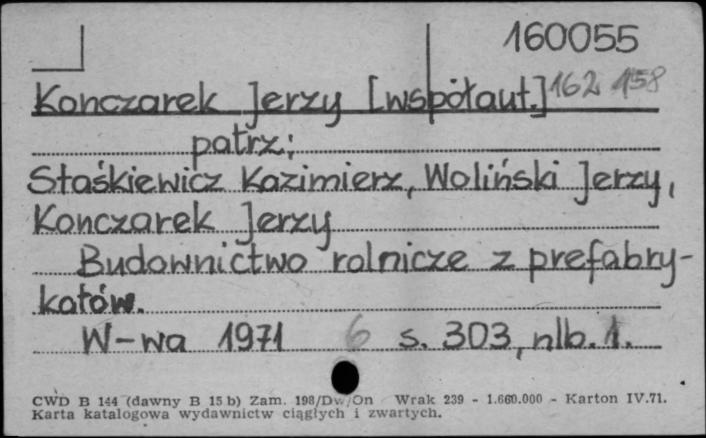 160055
Konczarek Jerzy [współaut.] 162 158
patrz:
Staśkiewicz Kazimierz, Woliński Jerzy,
Konczarek Jerzy
Budownictwo rolnicze z prefabry-
katów.
W-wa 1971 6 s. 303, nlb. 1.
CWD B 144 (dawny B 15 b) Zam. 198/Dw/On Wrak 239 - 1.660.000 - Karton IV.71.
Karta katalogowa wydawnictw ciągłych i zwartych.